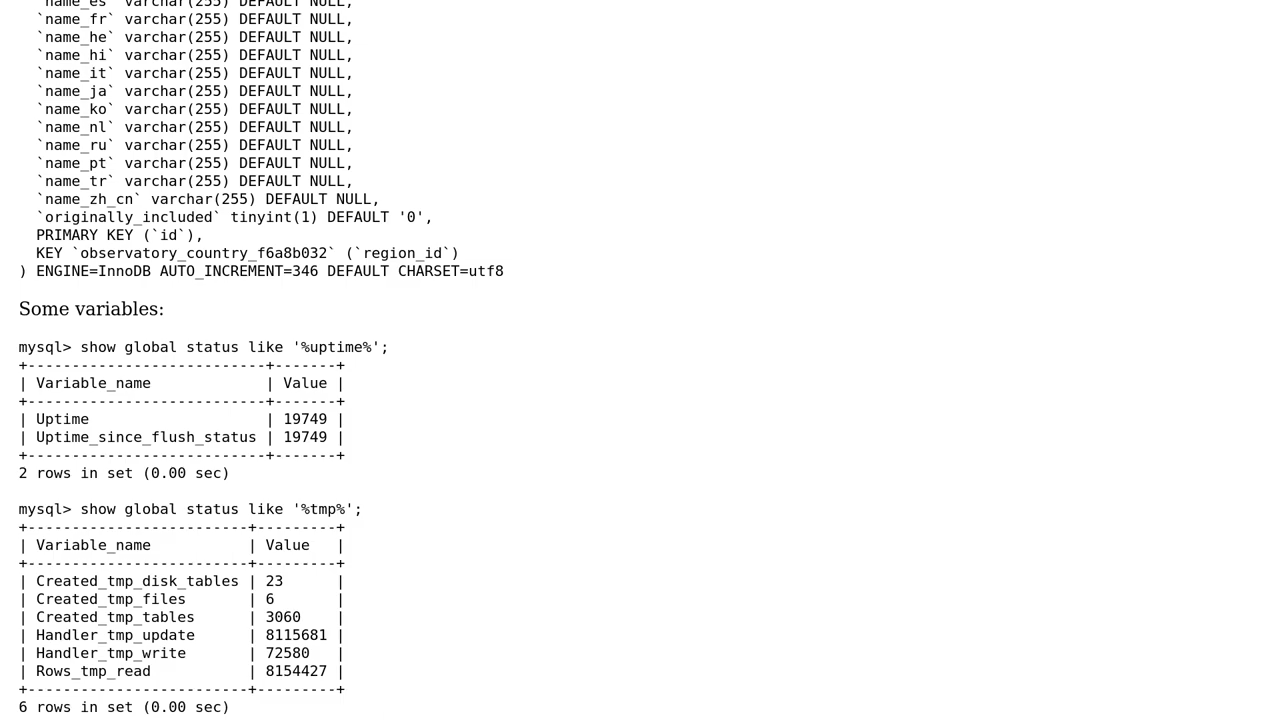 `name_es` varchar(255) DEFAULT NULL,
  `name_fr` varchar(255) DEFAULT NULL,
  `name_he` varchar(255) DEFAULT NULL,
  `name_hi` varchar(255) DEFAULT NULL,
  `name_it` varchar(255) DEFAULT NULL,
  `name_ja` varchar(255) DEFAULT NULL,
  `name_ko` varchar(255) DEFAULT NULL,
  `name_nl` varchar(255) DEFAULT NULL,
  `name_ru` varchar(255) DEFAULT NULL,
  `name_pt` varchar(255) DEFAULT NULL,
  `name_tr` varchar(255) DEFAULT NULL,
  `name_zh_cn` varchar(255) DEFAULT NULL,
  `originally_included` tinyint(1) DEFAULT '0',
  PRIMARY KEY (`id`),
  KEY `observatory_country_f6a8b032` (`region_id`)
) ENGINE=InnoDB AUTO_INCREMENT=346 DEFAULT CHARSET=utf8
Some variables:
mysql> show global status like '%uptime%';
+---------------------------+-------+
| Variable_name             | Value |
+---------------------------+-------+
| Uptime                    | 19749 |
| Uptime_since_flush_status | 19749 |
+---------------------------+-------+
2 rows in set (0.00 sec)
mysql> show global status like '%tmp%';
+-------------------------+---------+
| Variable_name           | Value   |
+-------------------------+---------+
| Created_tmp_disk_tables | 23      |
| Created_tmp_files       | 6       |
| Created_tmp_tables      | 3060    |
| Handler_tmp_update      | 8115681 |
| Handler_tmp_write       | 72580   |
| Rows_tmp_read           | 8154427 |
+-------------------------+---------+
6 rows in set (0.00 sec)